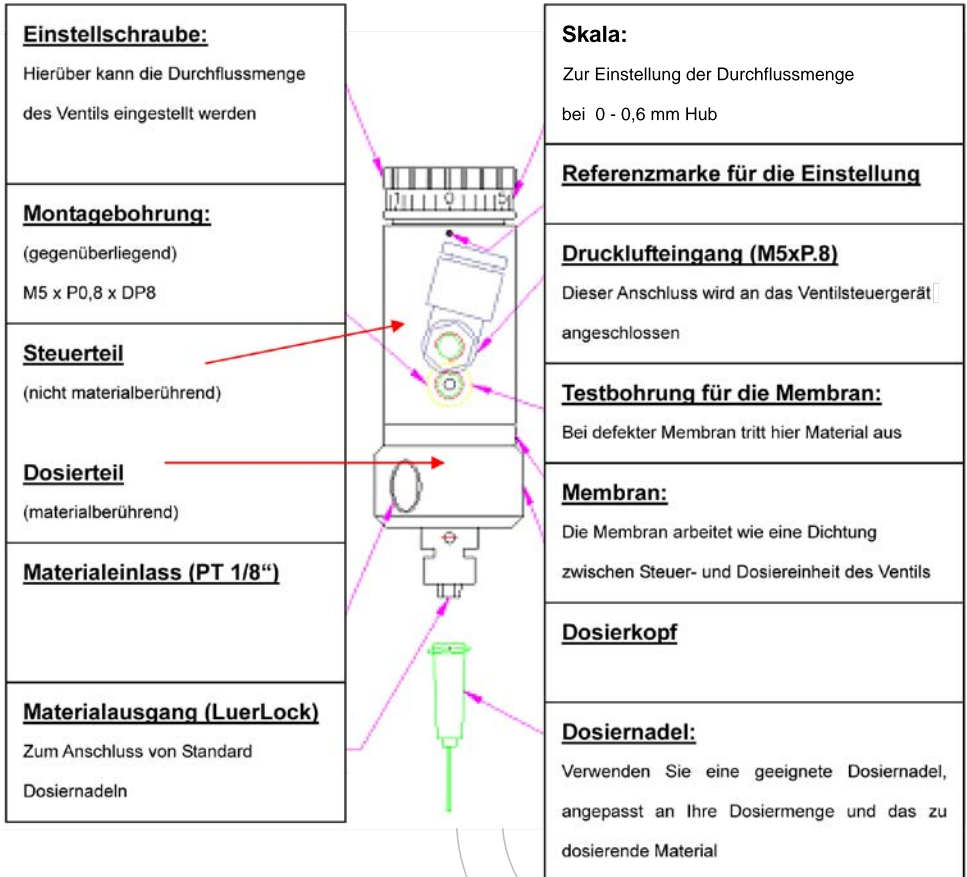 Einstellschraube:
Hierüber kann die Durchflussmenge
des Ventils eingestellt werden
Montagebohrung:
(gegenüberliegend)
M5 x P0,8 x DP8
Steuerteil
(nicht materialberührend)
Dosierteil
(materialberührend)
Materialeinlass (PT 1/8“)
Materialausgang (LuerLock)
Zum Anschluss von Standard
Dosiernadeln
1 0 5
Skala:
Zur Einstellung der Durchflussmenge
bei 0 - 0,6 mm Hub
Referenzmarke für die Einstellung
Drucklufteingang (M5xP.8)
Dieser Anschluss wird an das Ventilsteuergerät
angeschlossen
Testbohrung für die Membran:
Bei defekter Membran tritt hier Material aus
Membran:
Die Membran arbeitet wie eine Dichtung
zwischen Steuer- und Dosiereinheit des Ventils
Dosierkopf
Dosiernadel:
Verwenden Sie eine geeignete Dosiernadel,
angepasst an Ihre Dosiermenge und das zu
dosierende Material